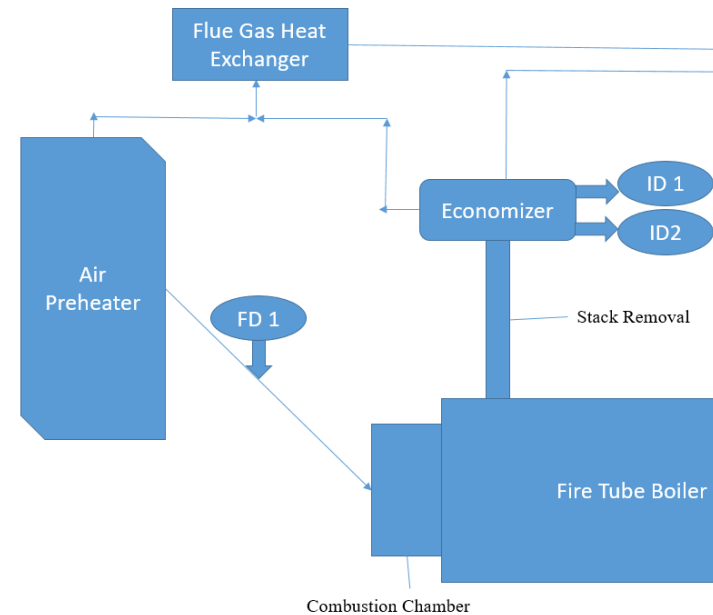 Flue Gas Heat
Exchanger
ID 1
Economizer
ID2
Air
Preheater
FD 1
Stack Removal
Fire Tube Boiler
Combustion Chamber